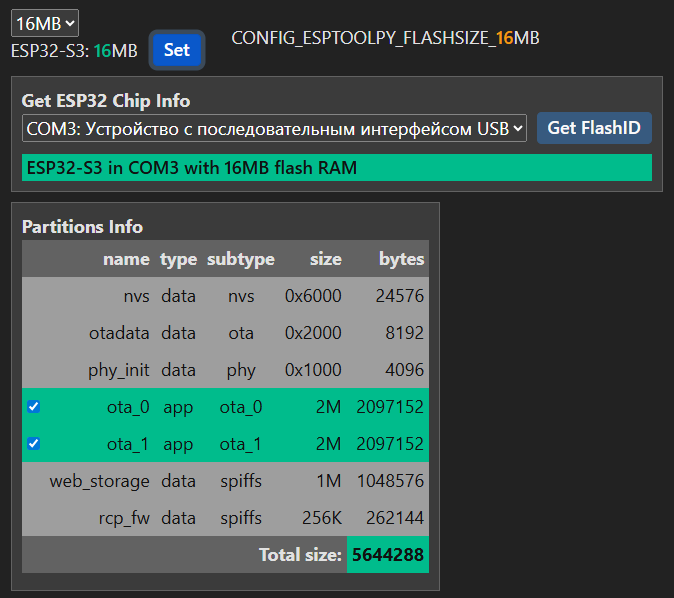 16MB
ESP32-S3: 16MB Set CONFIG_ESPTOOLPY_FLASHSIZE_16MB
Get ESP32 Chip Info
COM3: Устройство с последовательным интерфейсом USB Get FlashID
ESP32-S3 in COM3 with 16MB flash RAM
Partitions Info
name type subtype size bytes
nvs data nvs 0x6000 24576
otadata data ota 0x2000 8192
phy_init data phy 0x1000 4096
ota_0 app ota_0 2M 2097152
ota_1 app ota_1 2M 2097152
web_storage data spiffs 1M 1048576
rcp_fw data spiffs 256K 262144
Total size: 5644288